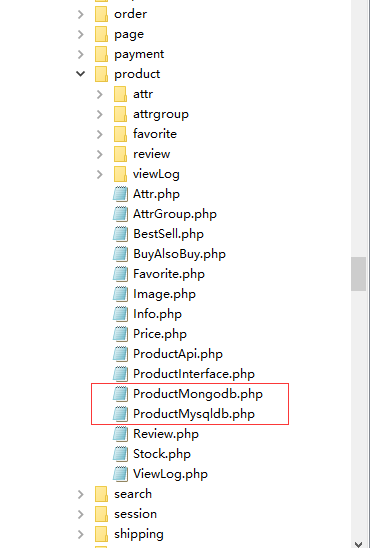 order
page
payment
product
attr
attrgroup
favorite
review
viewLog
Attr.php
AttrGroup.php
BestSell.php
BuyAlsoBuy.php
Favorite.php
Image.php
Info.php
Price.php
ProductApi.php
ProductInterface.php
ProductMongodb.php
ProductMysqldb.php
Review.php
Stock.php
ViewLog.php
search
session
shipping